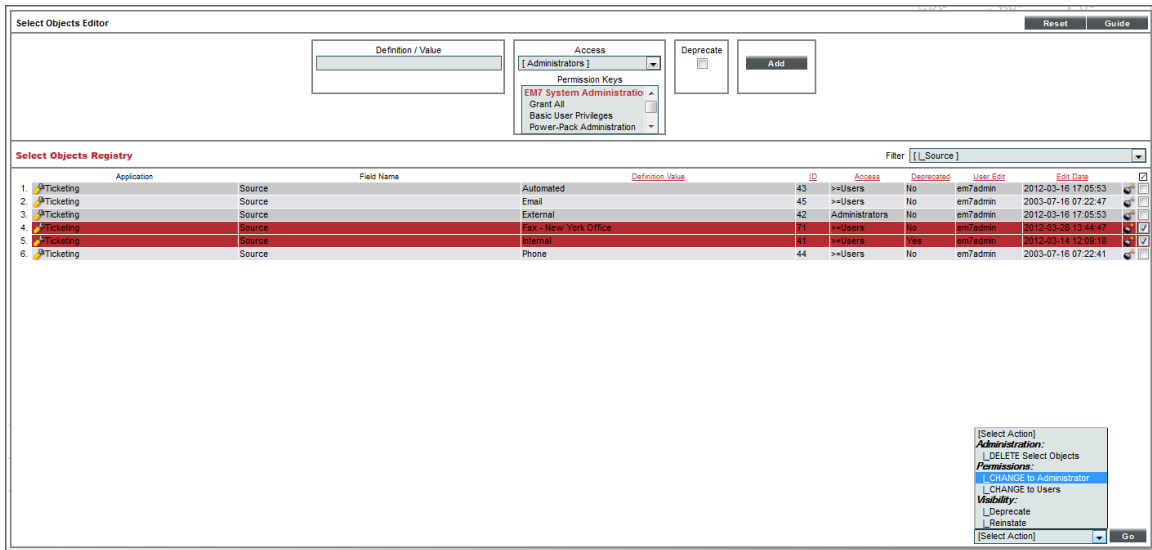 Select Objects Editor Reset Guide
Definition / Value Access Deprecate
[ Administrators ] Add
Permission Keys
EM7 System Administratio
Grant All
Basic User Privileges
Power-Pack Administration
Select Objects Registry Filter [ |_Source ]
Application Field Name Definition Value ID Access Deprecated User Edit Edit Date
1. Ticketing Source Automated 43 >=Users No em7admin 2012-03-16 17:05:53
2. Ticketing Source Email 45 >=Users No em7admin 2003-07-16 07:22:47
3. Ticketing Source External 42 Administrators No em7admin 2012-03-16 17:05:53
4. Ticketing Source Fax - New York Office 71 >=Users No em7admin 2012-03-28 13:44:47
5. Ticketing Source Internal 41 >=Users Yes em7admin 2012-03-14 12:09:18
6. Ticketing Source Phone 44 >=Users No em7admin 2003-07-16 07:22:41
[Select Action]
Administration:
|_DELETE Select Objects
Permissions:
|_CHANGE to Administrator
|_CHANGE to Users
Visibility:
|_Deprecate
|_Reinstate
[Select Action] Go